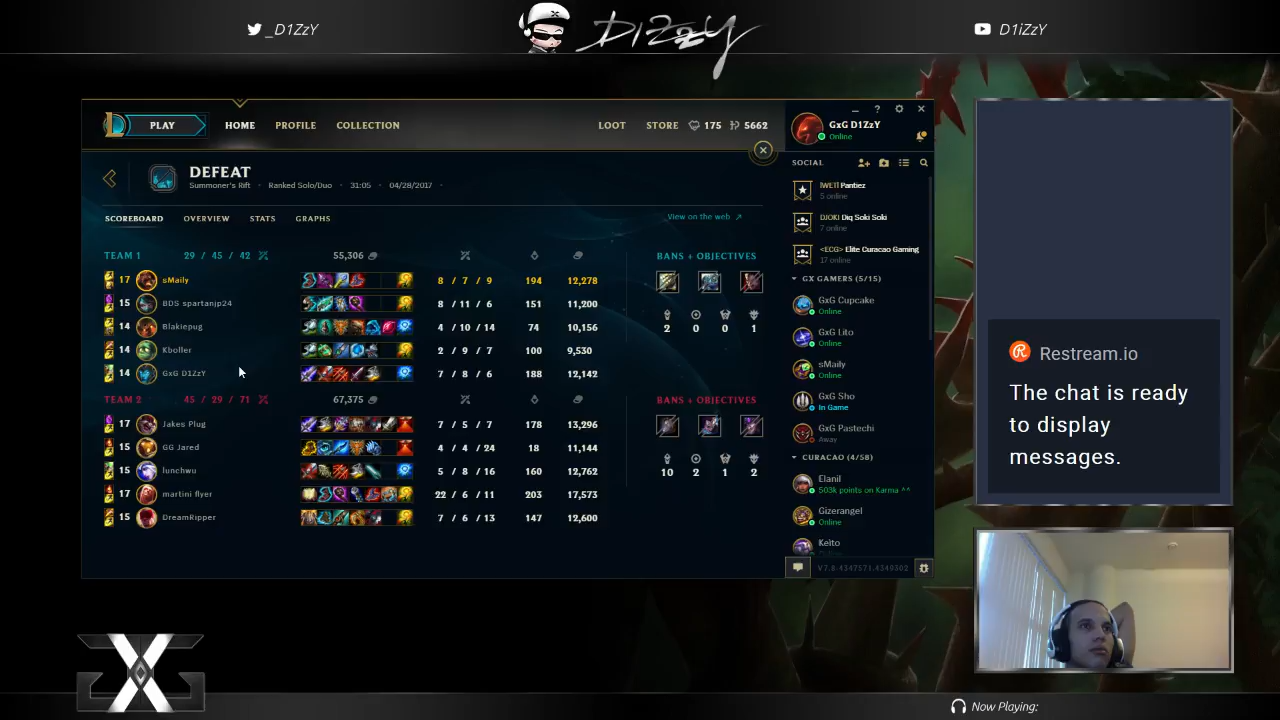 _D1ZzY
D1ZzY
D1iZzY
PLAY
HOME
PROFILE
COLLECTION
LOOT
STORE
175
5662
GxG D1ZzY
Online
DEFEAT
Summoner's Rift
Ranked Solo/Duo
31:05
04/28/2017
SCOREBOARD
OVERVIEW
STATS
GRAPHS
View on the web
TEAM 1 29 / 45 / 42 55,306 BANS + OBJECTIVES
17 sMaily 8 / 7 / 9 194 12,278
15 BDS spartanjp24 8 / 11 / 6 151 11,200
14 Blakiepug 4 / 10 / 14 74 10,156
2 0 0 1
14 Kboller 2 / 9 / 7 100 9,530
14 GxG D1ZzY 7 / 8 / 6 188 12,142
TEAM 2 45 / 29 / 71 67,375 BANS + OBJECTIVES
17 Jakes Plug 7 / 5 / 7 178 13,296
15 GG Jared 4 / 4 / 24 18 11,144
15 lunchwu 5 / 8 / 16 160 12,762
10 2 1 2
17 martini flyer 22 / 6 / 11 203 17,573
15 DreamRipper 7 / 6 / 13 147 12,600
SOCIAL
Pantiez
5 online
DJOKI Diq Soki Soki
7 online
<ECG> Elite Curacao Gaming
17 online
GX GAMERS (5/15)
GxG Cupcake
Online
GxG Lito
Online
sMaily
Online
GxG Sho
In Game
GxG Pastechi
Away
CURACAO (4/58)
Elanil
503k points on Karma ^^
Gizerangel
Online
Keito
V7.8.4347571.4349302
Restream.io
The chat is ready
to display
messages.
Now Playing: